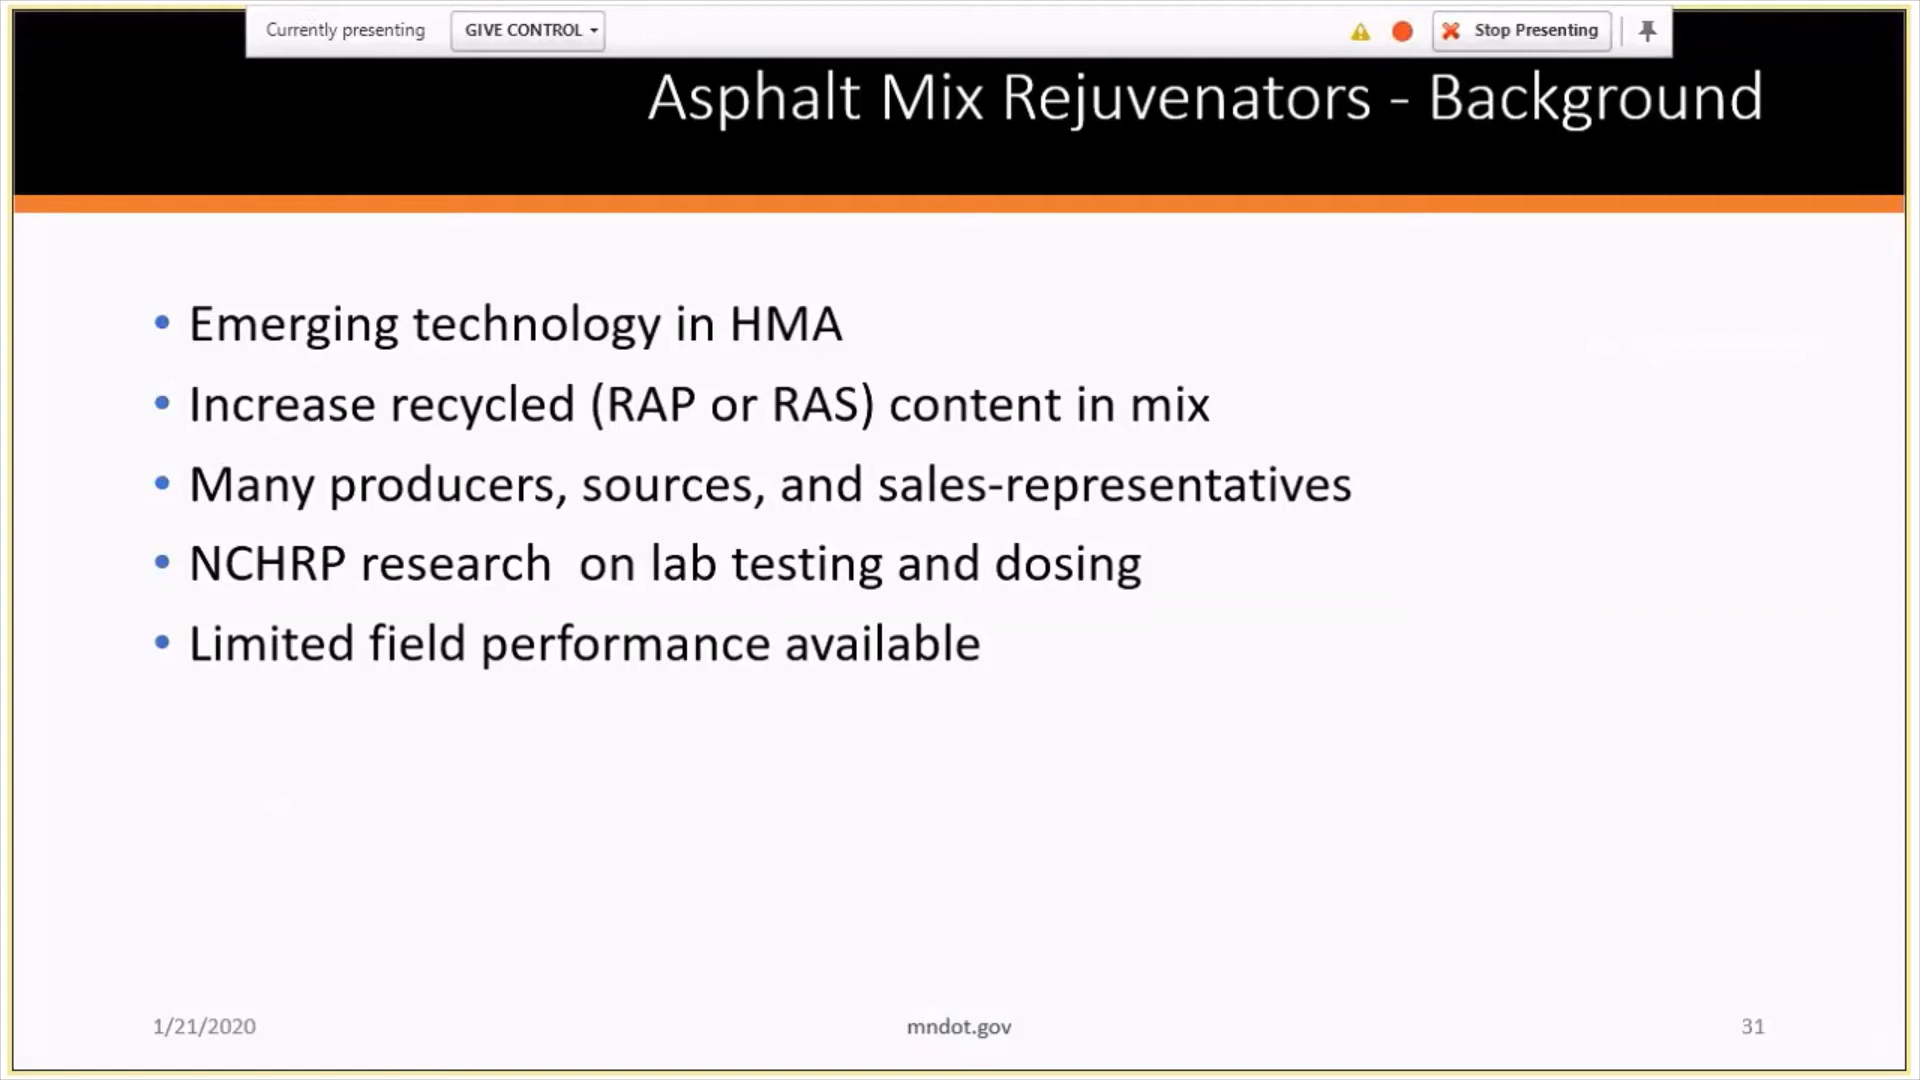 Currently presenting GIVE CONTROL Stop Presenting
Asphalt Mix Rejuvenators - Background
• Emerging technology in HMA
• Increase recycled (RAP or RAS) content in mix
• Many producers, sources, and sales-representatives
• NCHRP research  on lab testing and dosing
• Limited field performance available
1/21/2020 mndot.gov 31